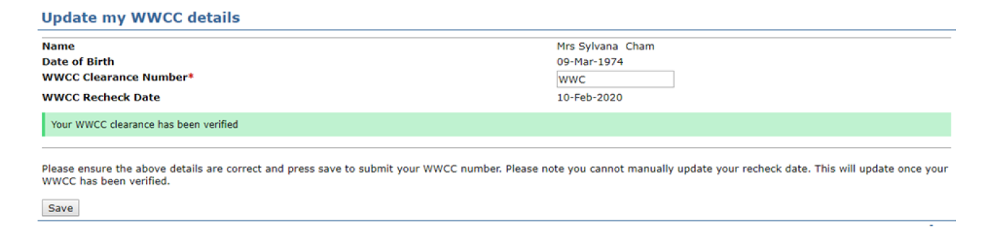 Update my WWCC details
Name Mrs Sylvana Cham
Date of Birth 09-Mar-1974
WWCC Clearance Number* WWC
WWCC Recheck Date 10-Feb-2020
Your WWCC clearance has been verified
Please ensure the above details are correct and press save to submit your WWCC number. Please note you cannot manually update your recheck date. This will update once your
WWCC has been verified.
Save